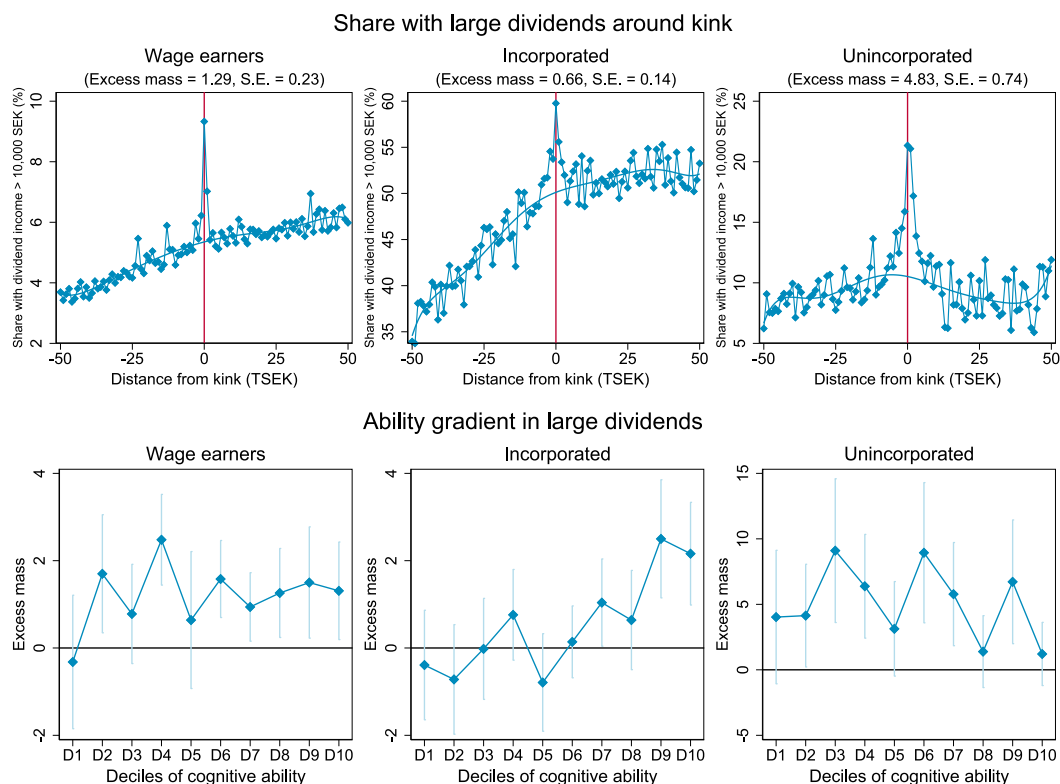 Share with large dividends around kink
Wage earners
(Excess mass = 1.29, S.E. = 0.23)
Share with dividend income > 10,000 SEK (%)
10
8
6
4
2
-50
-25
0
25
50
Distance from kink (TSEK)
Incorporated
(Excess mass = 0.66, S.E. = 0.14)
Share with dividend income > 10,000 SEK (%)
60
55
50
45
40
35
-50
-25
0
25
50
Distance from kink (TSEK)
Unincorporated
(Excess mass = 4.83, S.E. = 0.74)
Share with dividend income > 10,000 SEK (%)
25
20
15
10
5
-50
-25
0
25
50
Distance from kink (TSEK)
Ability gradient in large dividends
Wage earners
Excess mass
4
2
0
-2
D1 D2 D3 D4 D5 D6 D7 D8 D9 D10
Deciles of cognitive ability
Incorporated
Excess mass
4
2
0
-2
D1 D2 D3 D4 D5 D6 D7 D8 D9 D10
Deciles of cognitive ability
Unincorporated
Excess mass
15
10
5
0
-5
D1 D2 D3 D4 D5 D6 D7 D8 D9 D10
Deciles of cognitive ability